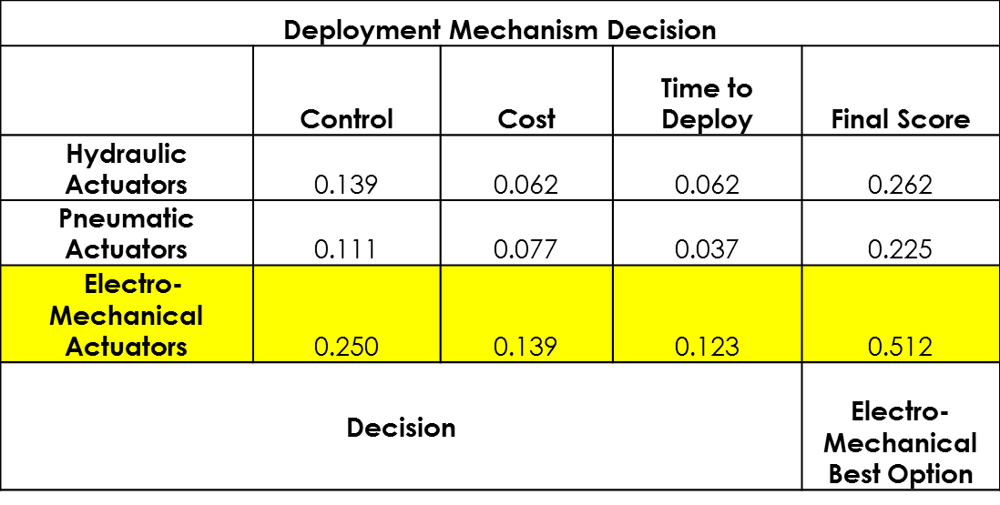 Deployment Mechanism Decision
Control Cost Time to Deploy Final Score
Hydraulic Actuators 0.139 0.062 0.062 0.262
Pneumatic Actuators 0.111 0.077 0.037 0.225
Electro-Mechanical Actuators 0.250 0.139 0.123 0.512
Decision Electro-Mechanical Best Option